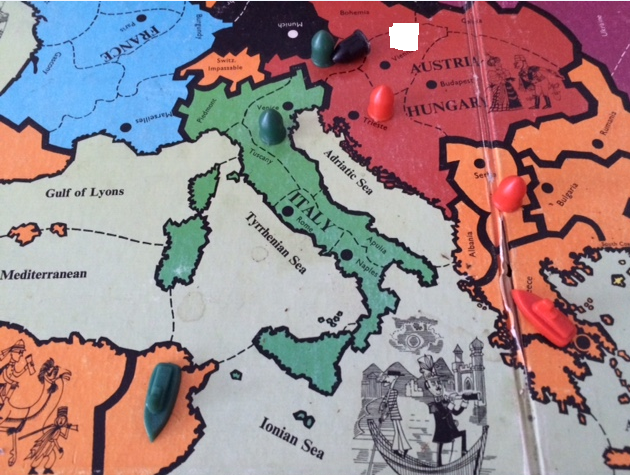 Bohemia
Galicia
Ukraine
Munich
Burgundy
Paris
FRANCE
Gascony
Vienna
AUSTRIA
Switz.
Impassable
Budapest
HUNGARY
Piedmont
Venice
Trieste
Rumania
Marseilles
Tuscany
Adriatic Sea
Serbia
Bulgaria
Gulf of Lyons
ITALY
Rome
Apulia
Albania
Tyrrhenian Sea
Naples
Greece
Mediterranean
Ionian Sea